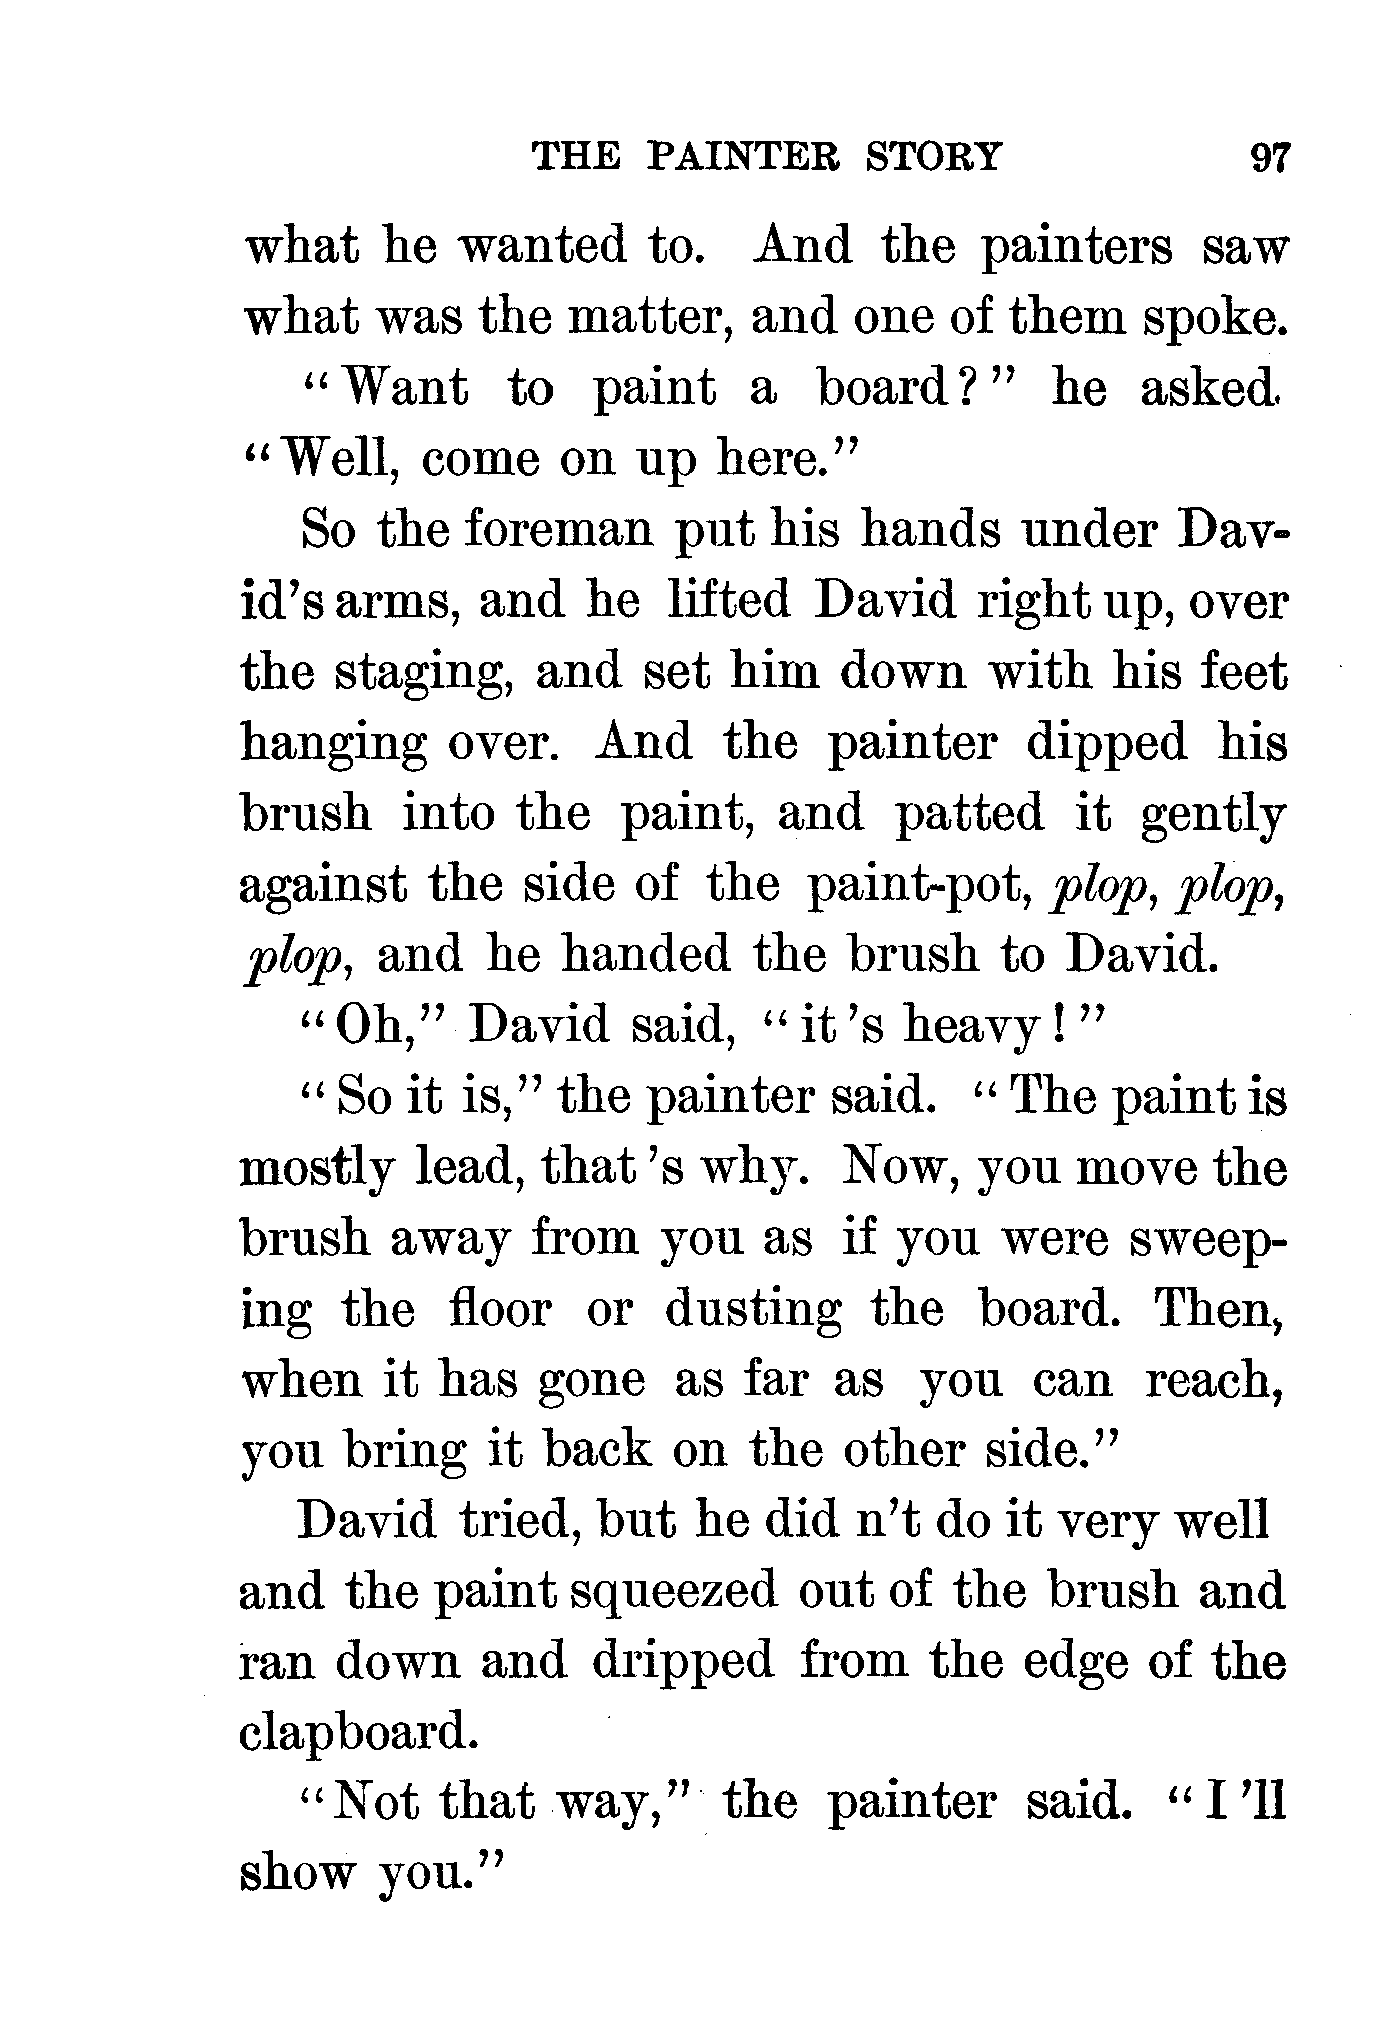 THE PAINTER STORY 97
what he wanted to. And the painters saw
what was the matter, and one of them spoke.
"Want to paint a board?" he asked.
"Well, come on up here."
So the foreman put his hands under Dav-
id's arms, and he lifted David right up, over
the staging, and set him down with his feet
hanging over. And the painter dipped his
brush into the paint, and patted it gently
against the side of the paint-pot, plop, plop,
plop, and he handed the brush to David.
"Oh," David said, "it 's heavy!"
"So it is," the painter said. "The paint is
mostly lead, that 's why. Now, you move the
brush away from you as if you were sweep-
ing the floor or dusting the board. Then,
when it has gone as far as you can reach,
you bring it back on the other side."
David tried, but he did n't do it very well
and the paint squeezed out of the brush and
ran down and dripped from the edge of the
clapboard.
"Not that way," the painter said. "I 'll
show you."